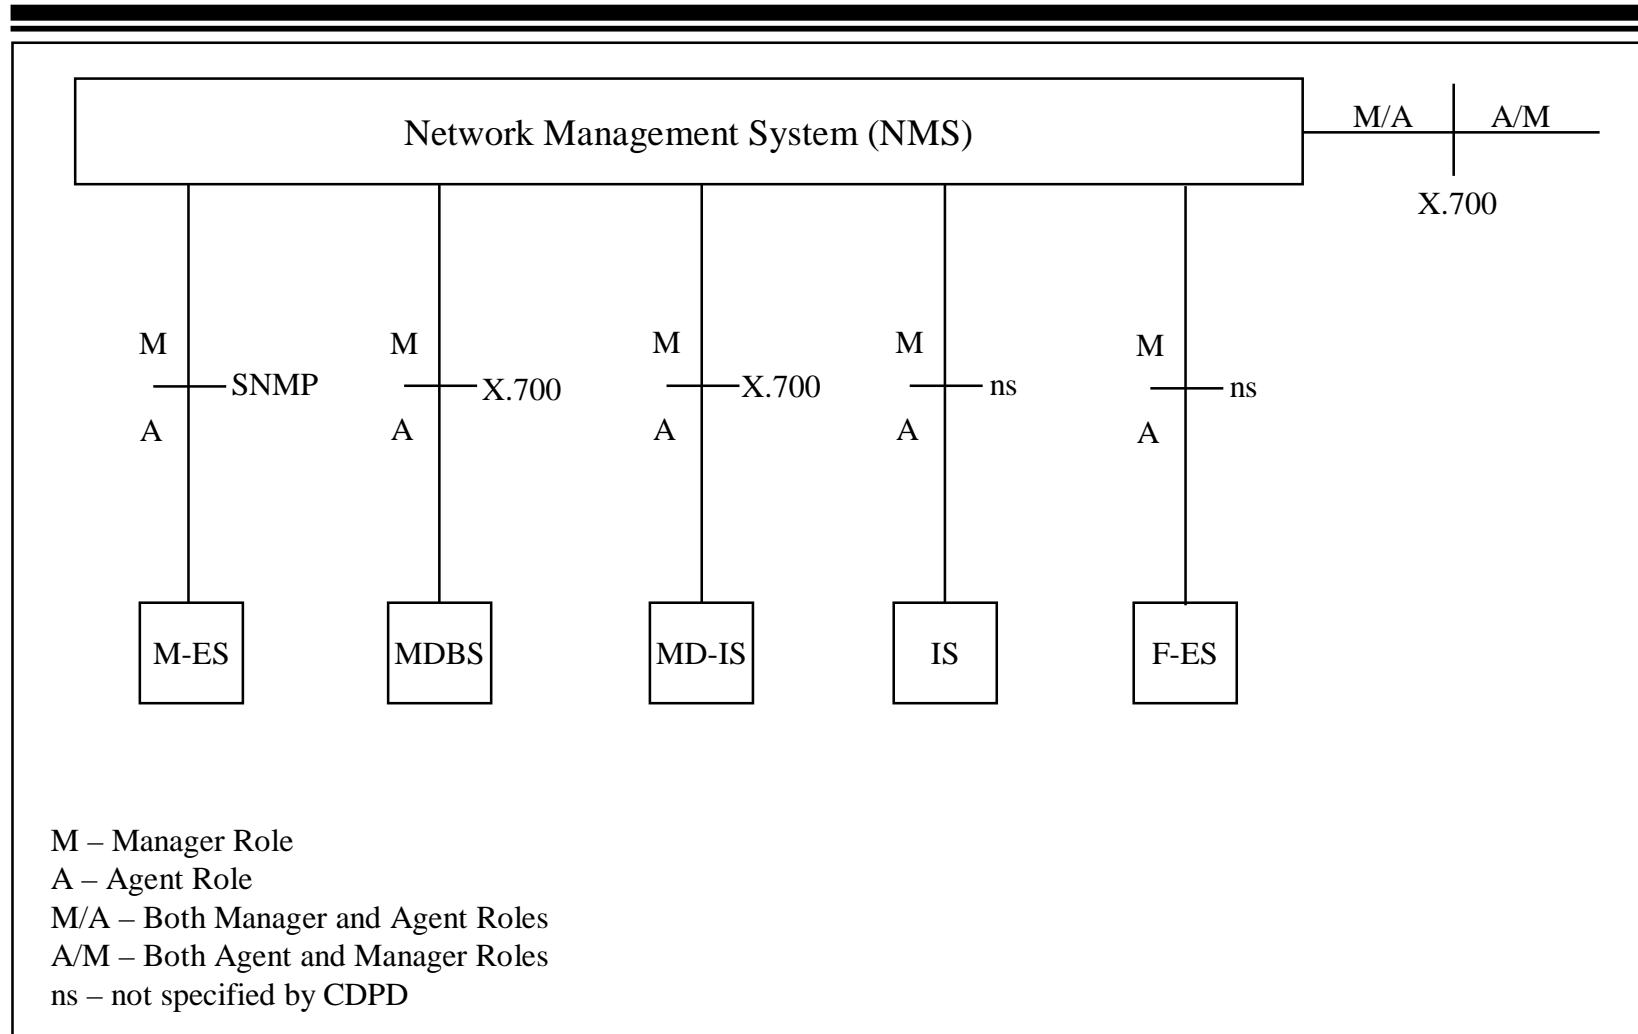 Network Management System (NMS)
M/A
A/M
X.700
M
M
M
M
M
SNMP
X.700
X.700
ns
ns
A
A
A
A
A
M-ES
MDBS
MD-IS
IS
F-ES
M – Manager Role
A – Agent Role
M/A – Both Manager and Agent Roles
A/M – Both Agent and Manager Roles
ns – not specified by CDPD